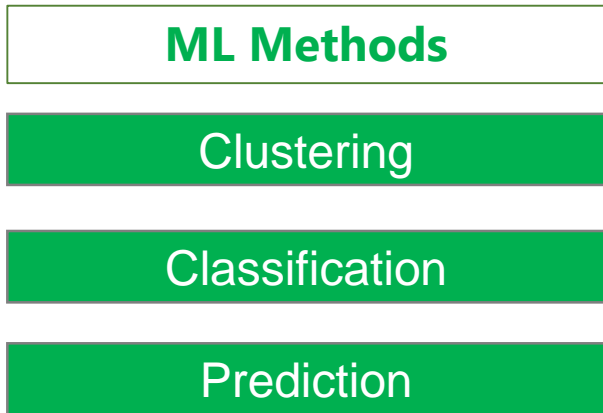 ML Methods
Clustering
Classification
Prediction